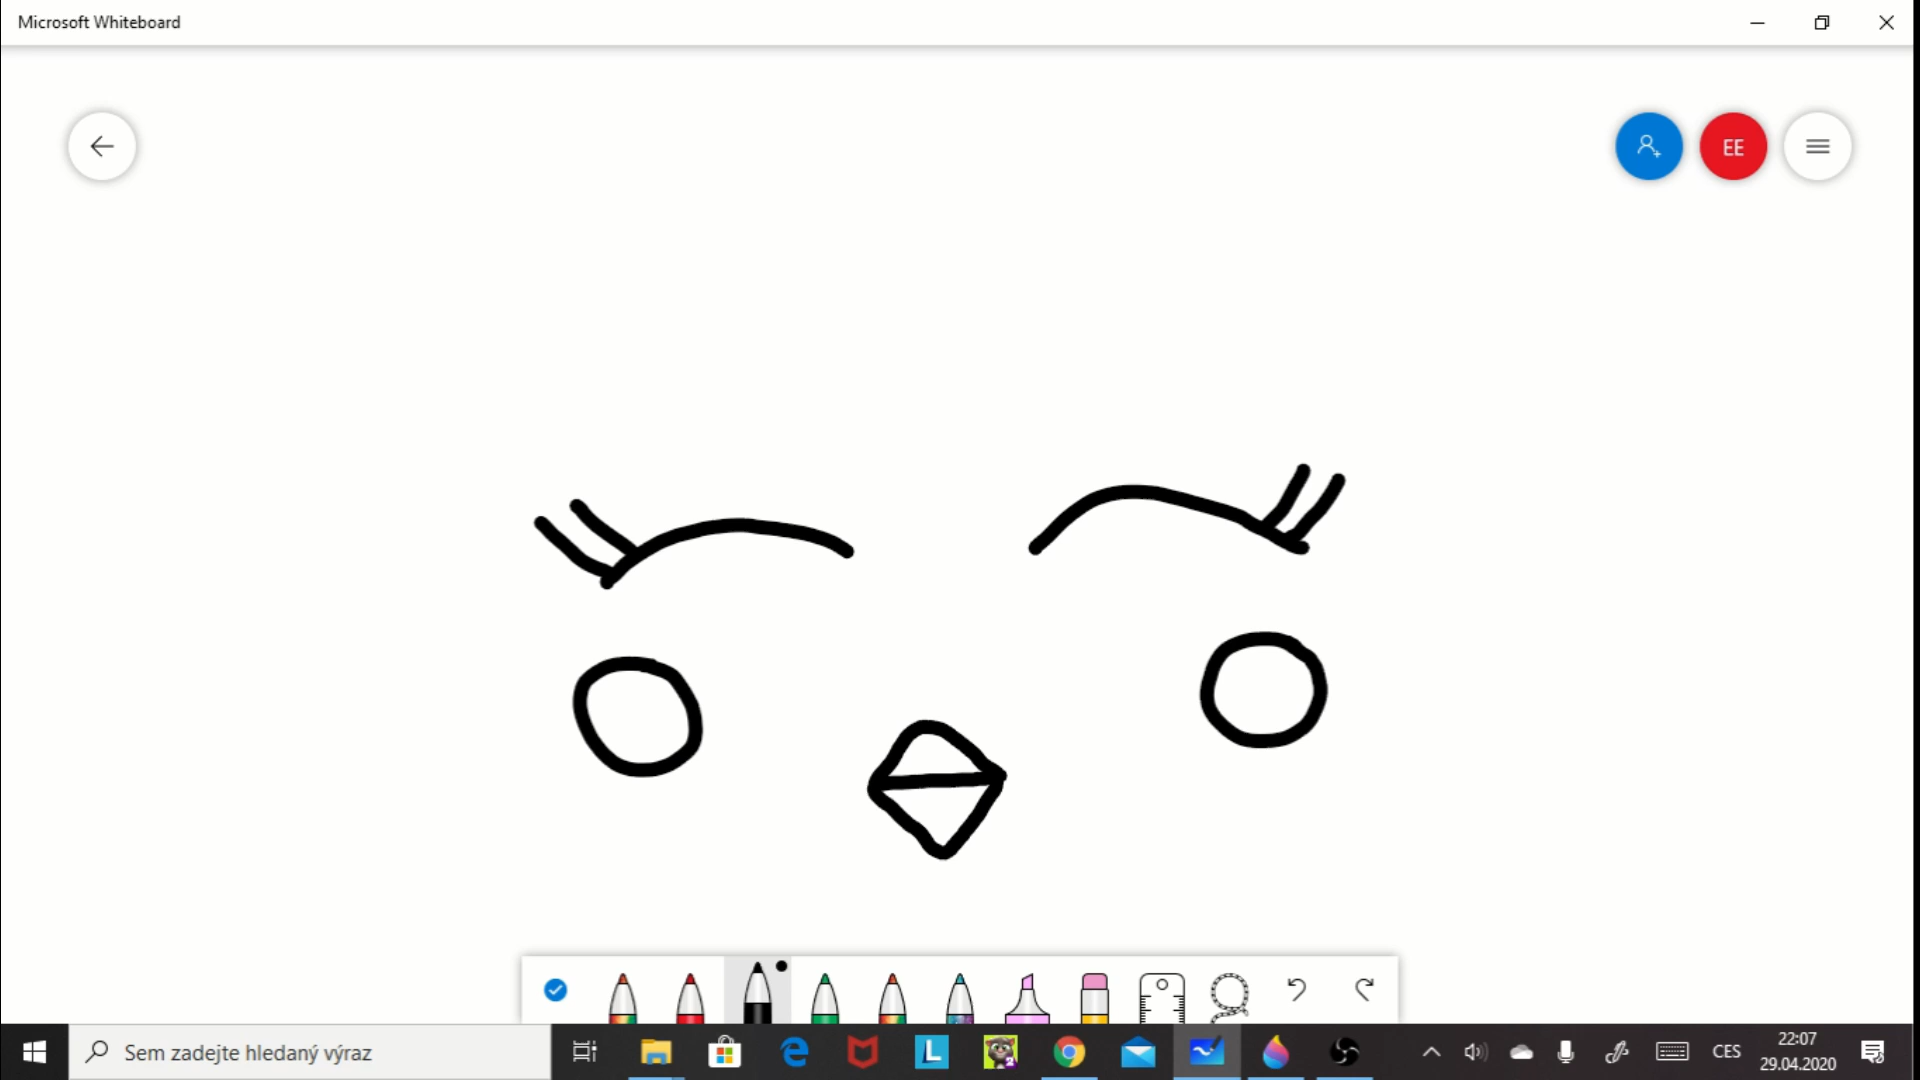 Microsoft Whiteboard
EE
Sem zadejte hledaný výraz
CES
22:07
29.04.2020